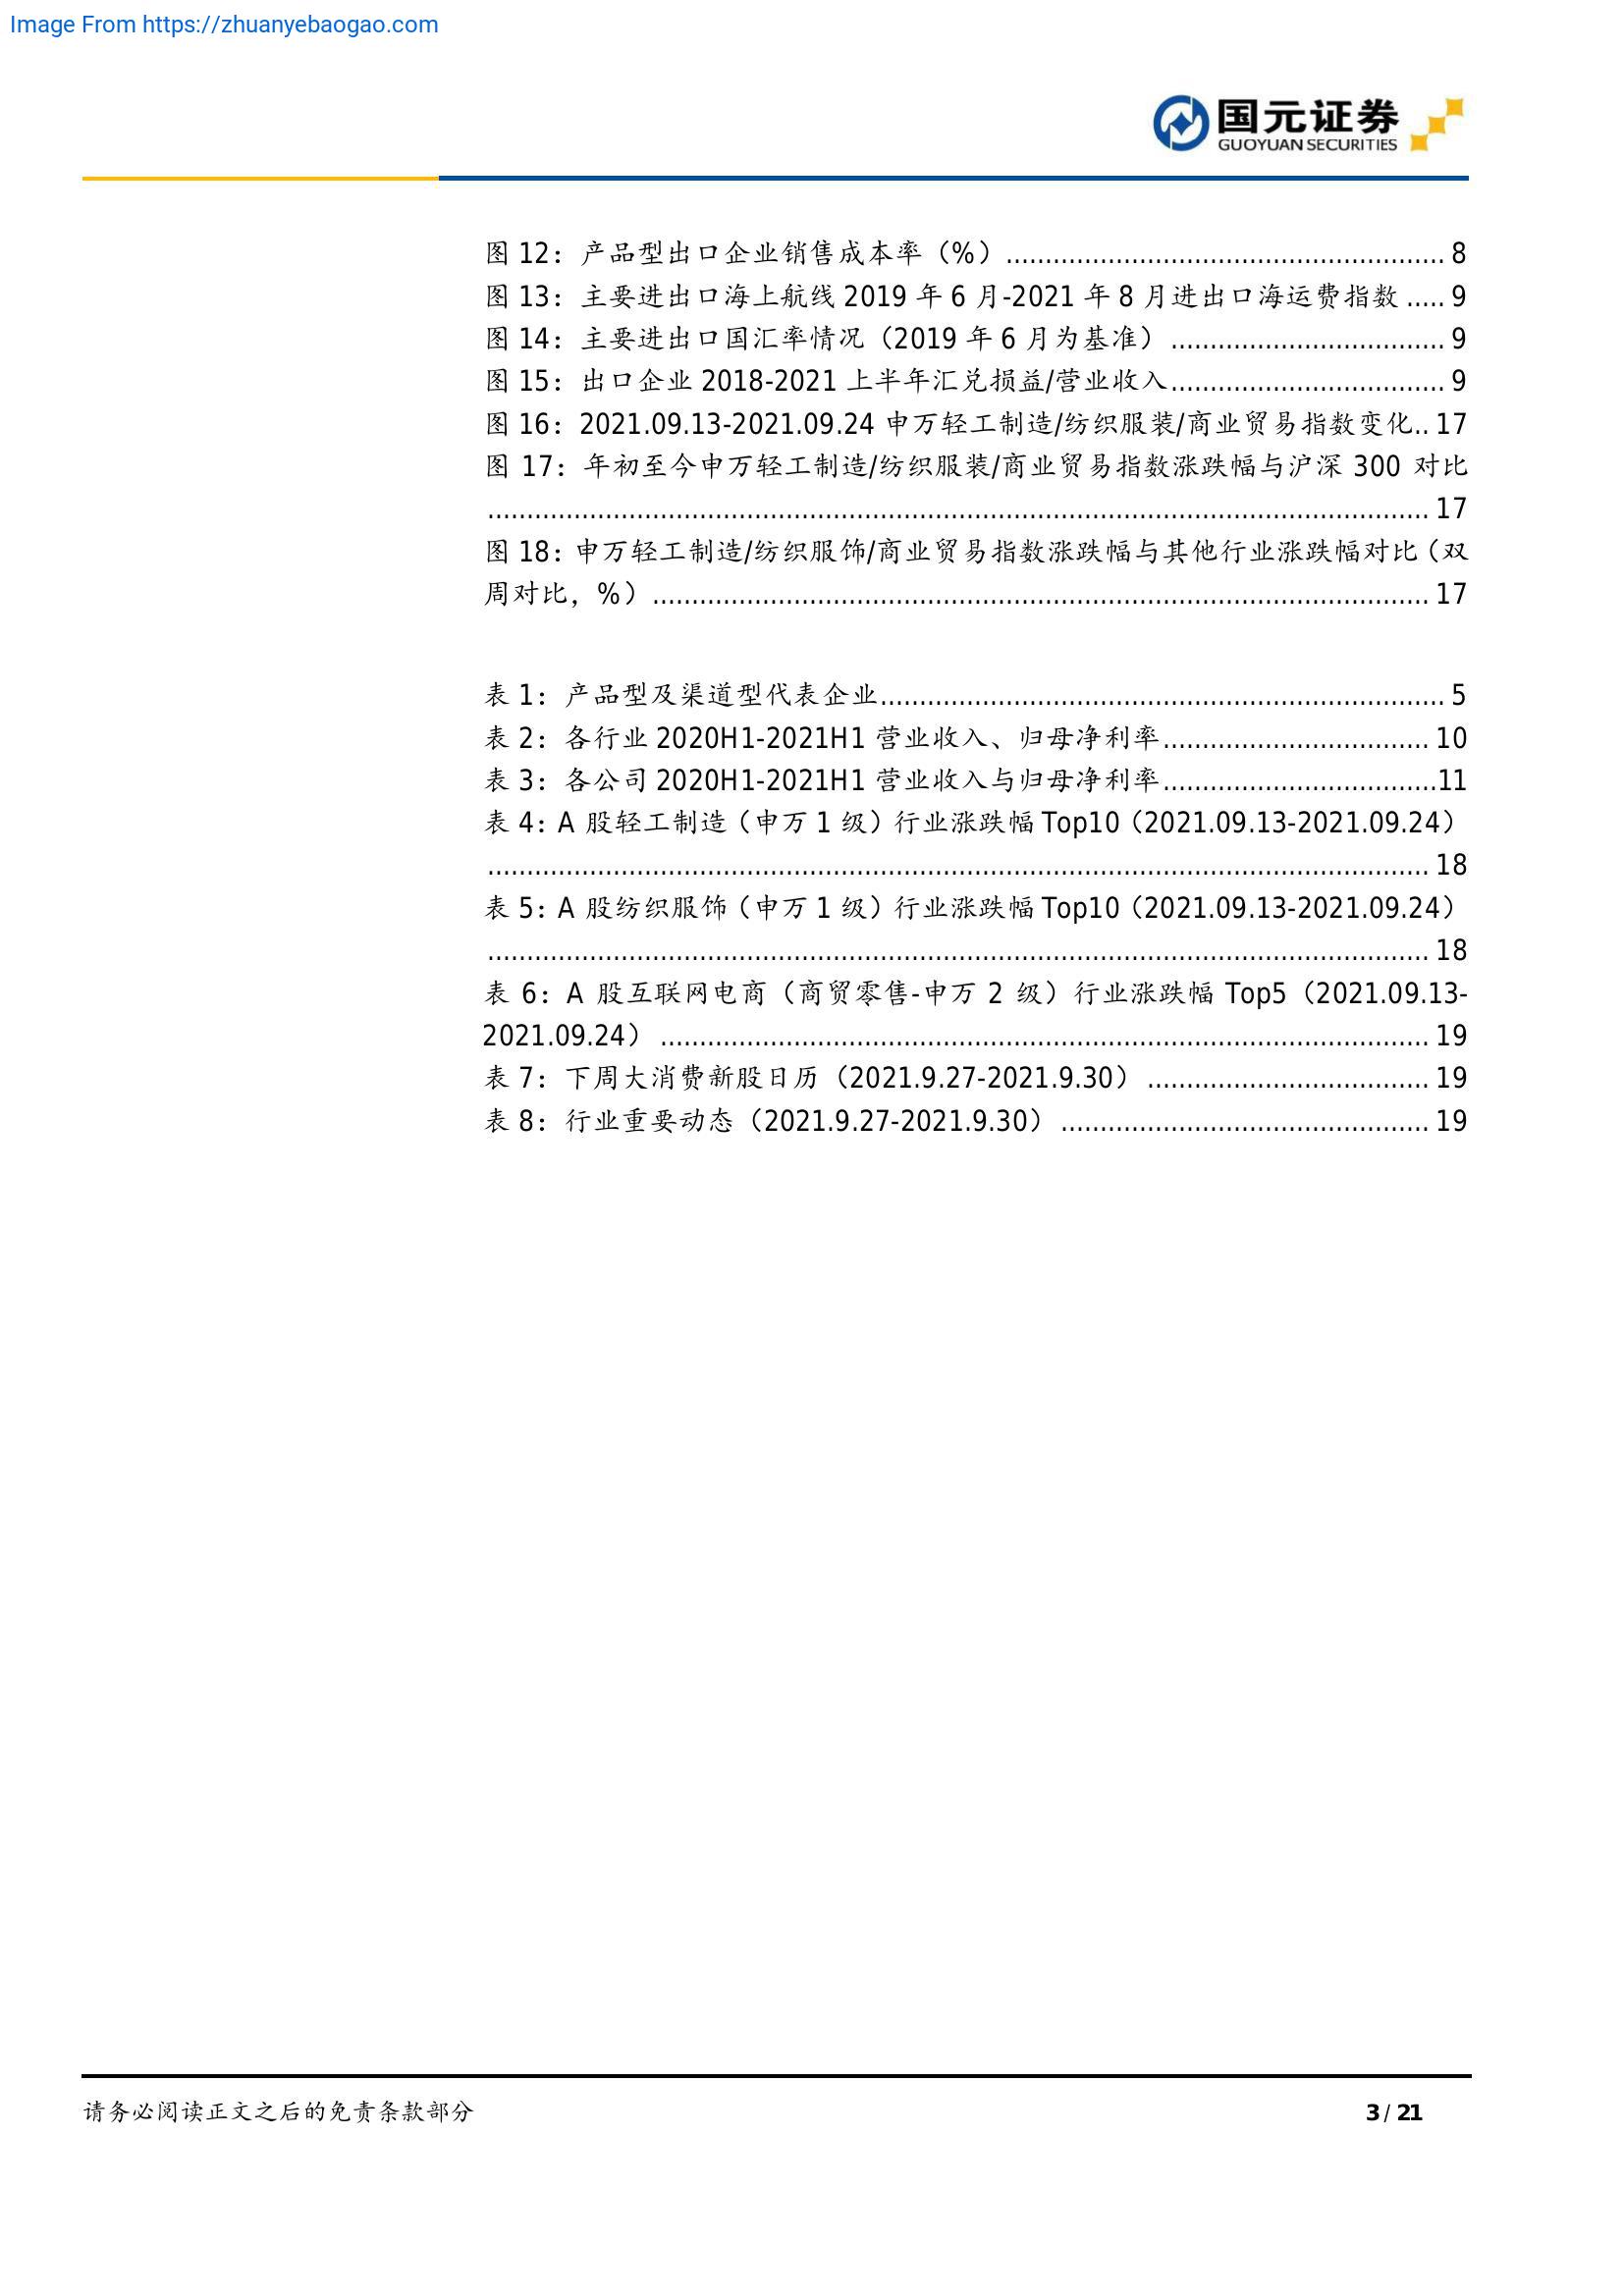 Image From https://zhuanyebaogao.com
国元证券
GUOYUAN SECURITIES
图 12：产品型出口企业销售成本率（%）........................................................ 8
图 13：主要进出口海上航线 2019 年 6 月-2021 年 8 月进出口海运费指数 ..... 9
图 14：主要进出口国汇率情况（2019 年 6 月为基准） ................................... 9
图 15：出口企业 2018-2021 上半年汇兑损益/营业收入................................... 9
图 16：2021.09.13-2021.09.24 申万轻工制造/纺织服装/商业贸易指数变化.. 17
图 17：年初至今申万轻工制造/纺织服装/商业贸易指数涨跌幅与沪深 300 对比
........................................................................................................................ 17
图 18：申万轻工制造/纺织服饰/商业贸易指数涨跌幅与其他行业涨跌幅对比（双
周对比，%） ................................................................................................... 17
表 1：产品型及渠道型代表企业........................................................................ 5
表 2：各行业 2020H1-2021H1 营业收入、归母净利率.................................. 10
表 3：各公司 2020H1-2021H1 营业收入与归母净利率...................................11
表 4：A 股轻工制造（申万 1 级）行业涨跌幅 Top10（2021.09.13-2021.09.24）
........................................................................................................................ 18
表 5：A 股纺织服饰（申万 1 级）行业涨跌幅 Top10（2021.09.13-2021.09.24）
........................................................................................................................ 18
表 6：A 股互联网电商（商贸零售-申万 2 级）行业涨跌幅 Top5（2021.09.13-
2021.09.24） .................................................................................................. 19
表 7：下周大消费新股日历（2021.9.27-2021.9.30） .................................... 19
表 8：行业重要动态（2021.9.27-2021.9.30） ............................................... 19
请务必阅读正文之后的免责条款部分
3 / 21